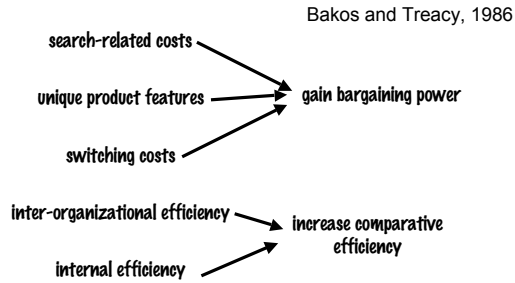 Bakos and Treacy, 1986
search-related costs
unique product features
gain bargaining power
switching costs
inter-organizational efficiency
increase comparative
efficiency
internal efficiency